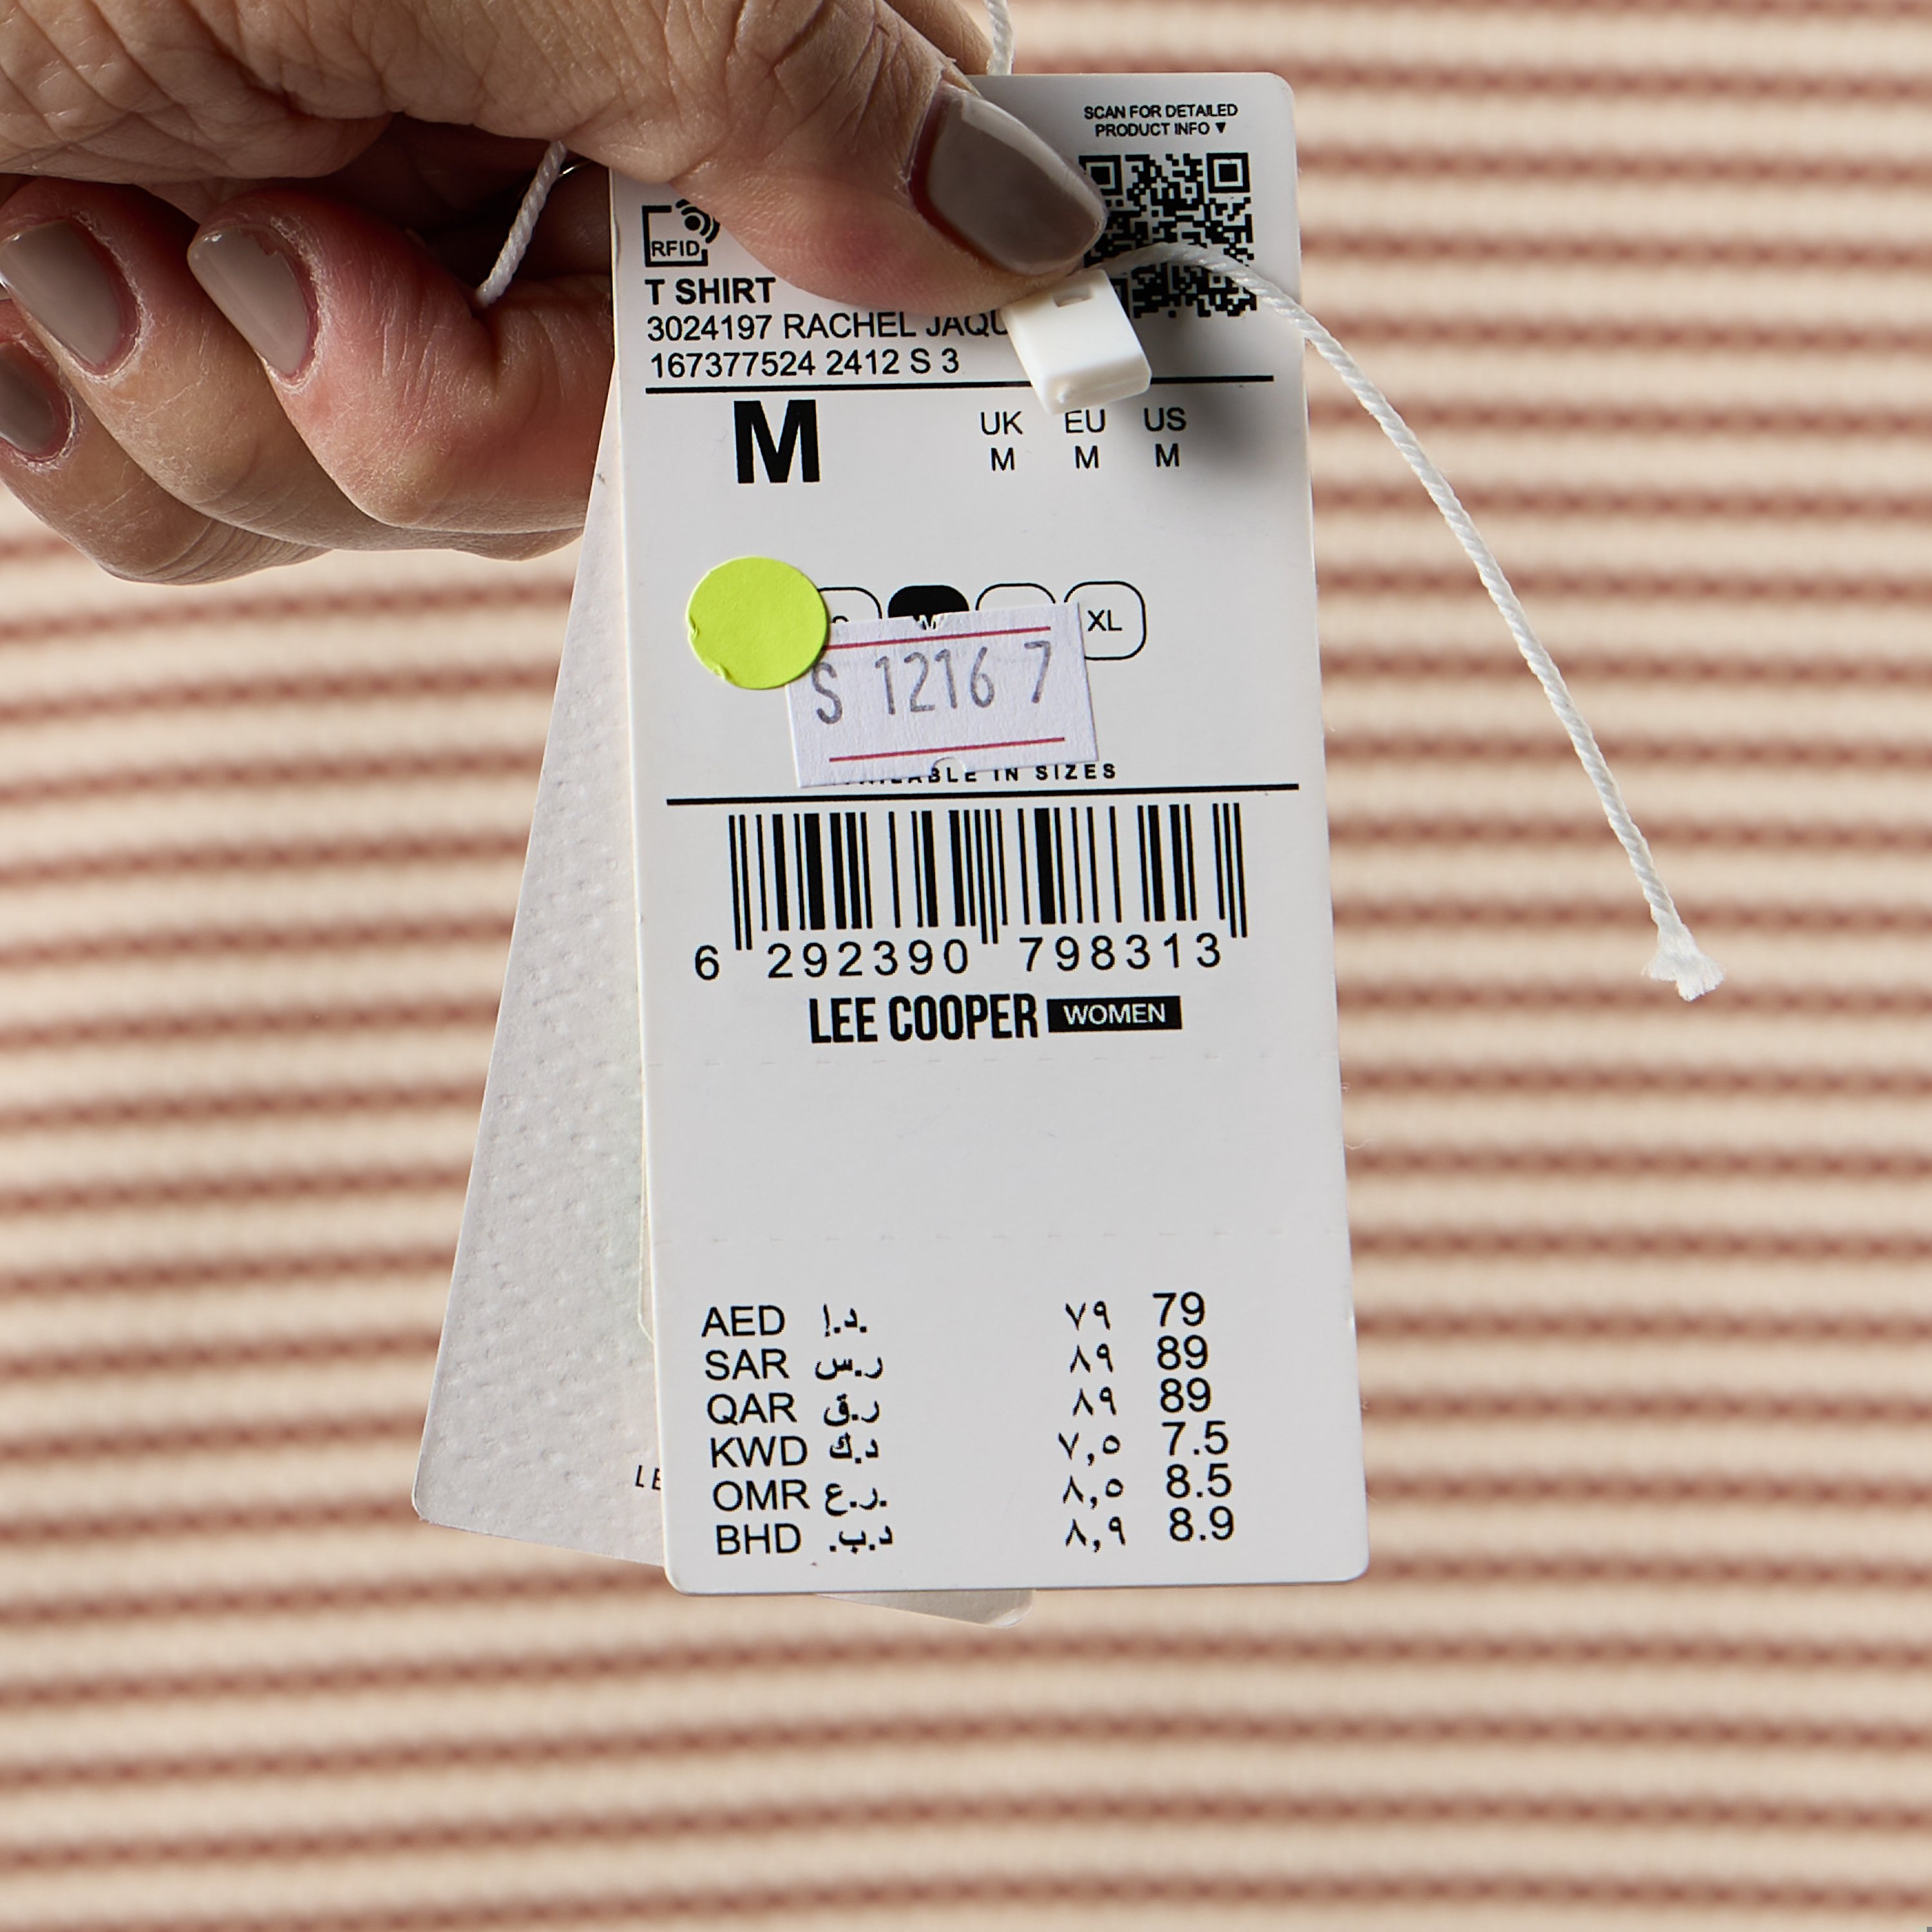 SCAN FOR DETAILED
PRODUCT INFO ▼
RFID
T SHIRT
3024197 RACHEL
167377524 2412 S 3
M
UK EU US
M M M
XL
S 1216 7
IN SIZES
6 292390 798313
LEE COOPER WOMEN
AED د.إ. ٧٩ 79
SAR ر.س ٨٩ 89
QAR ر.ق ٨٩ 89
KWD د.ك ٧,٥ 7.5
OMR ر.ع. ٨,٥ 8.5
BHD د.ب. ٨,٩ 8.9